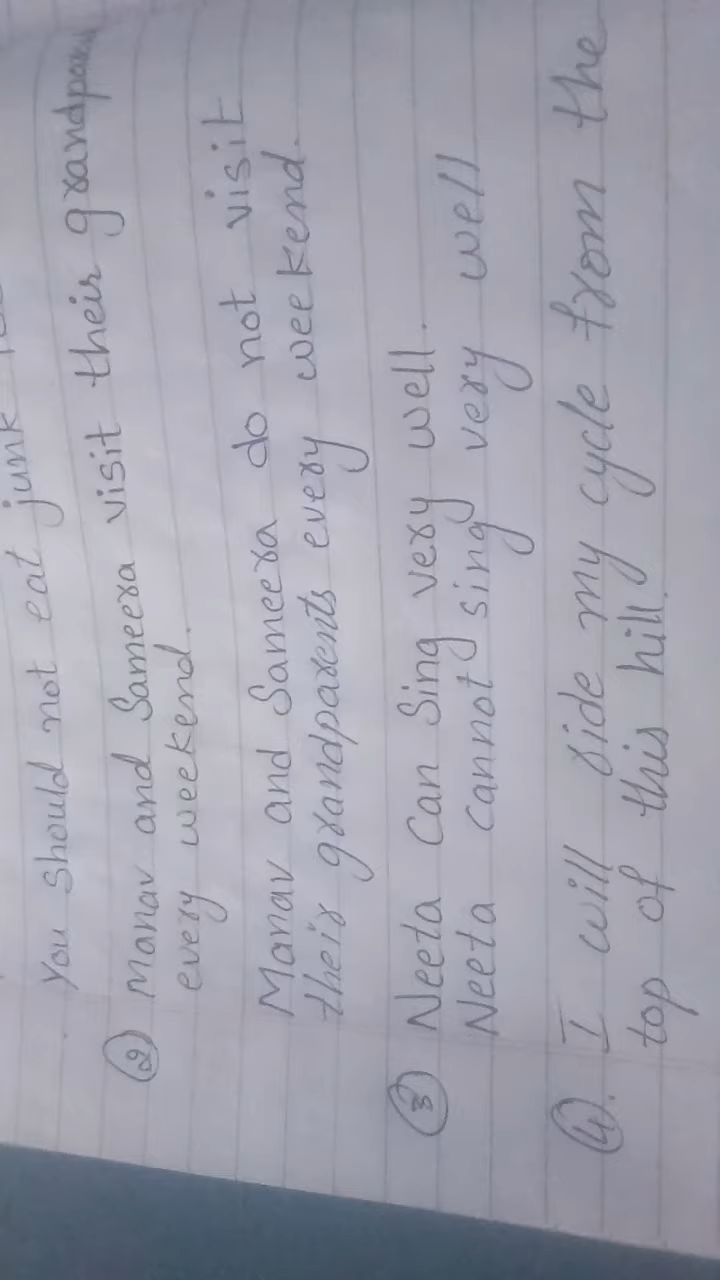 You should not eat junk
② Manav and Sameera visit their grandpare
every weekend.
Manav and Sameera do not visit
their grandparents every weekend.
③ Neeta Can Sing very well.
Neeta cannot sing very well
④. I will ride my cycle from the
top of this hill.